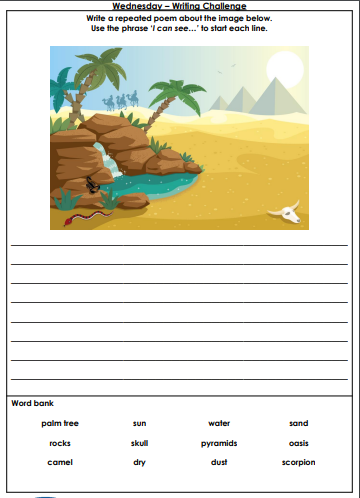 Wednesday – Writing Challenge
Write a repeated poem about the image below.
Use the phrase ‘I can see…’ to start each line.
Word bank
palm tree sun water sand
rocks skull pyramids oasis
camel dry dust scorpion